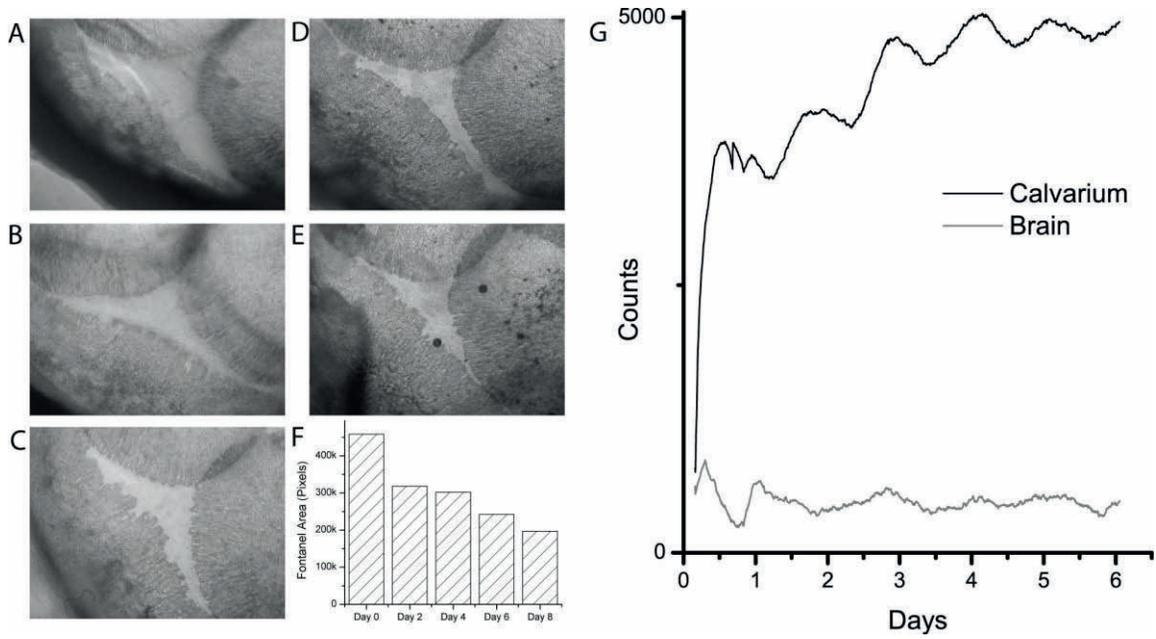 A
B
C
D
E
F
Fontanel Area (Pixels)
400k
300k
200k
100k
0
Day 0 Day 2 Day 4 Day 6 Day 8
G
5000
Counts
0
Calvarium
Brain
0 1 2 3 4 5 6
Days